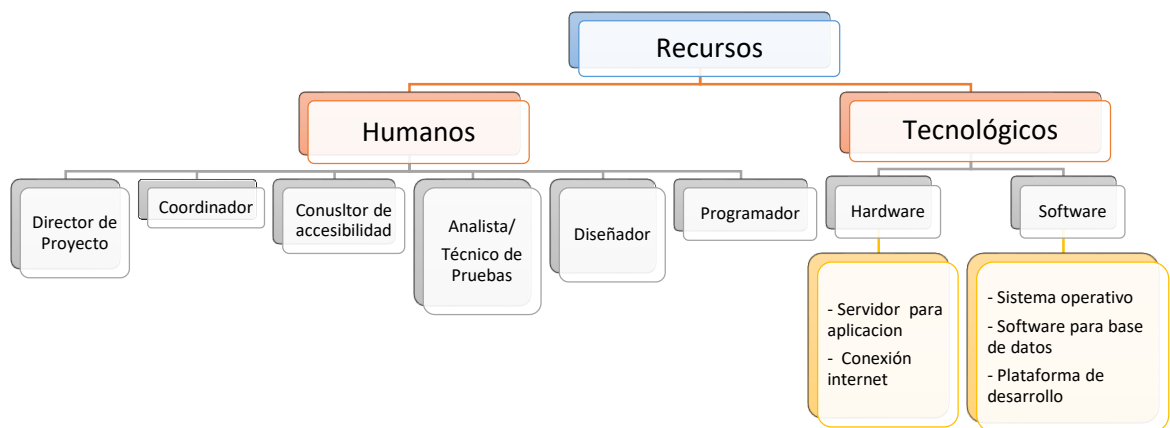 Recursos
Humanos
Tecnológicos
Director de
Proyecto
Coordinador
Conusltor de
accesibilidad
Analista/
Técnico de
Pruebas
Diseñador
Programador
Hardware
Software
- Servidor para
aplicacion
- Conexión
internet
- Sistema operativo
- Software para base
de datos
- Plataforma de
desarrollo